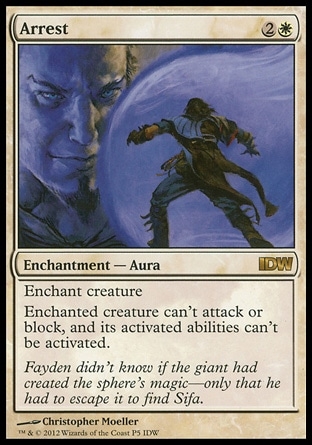 Arrest 2
Enchantment — Aura IDW
Enchant creature
Enchanted creature can't attack or
block, and its activated abilities can't
be activated.
Fayden didn't know if the giant had
created the sphere's magic—only that he
had to escape it to find Sifa.
Christopher Moeller
™ & © 2012 Wizards of the Coast P5 IDW